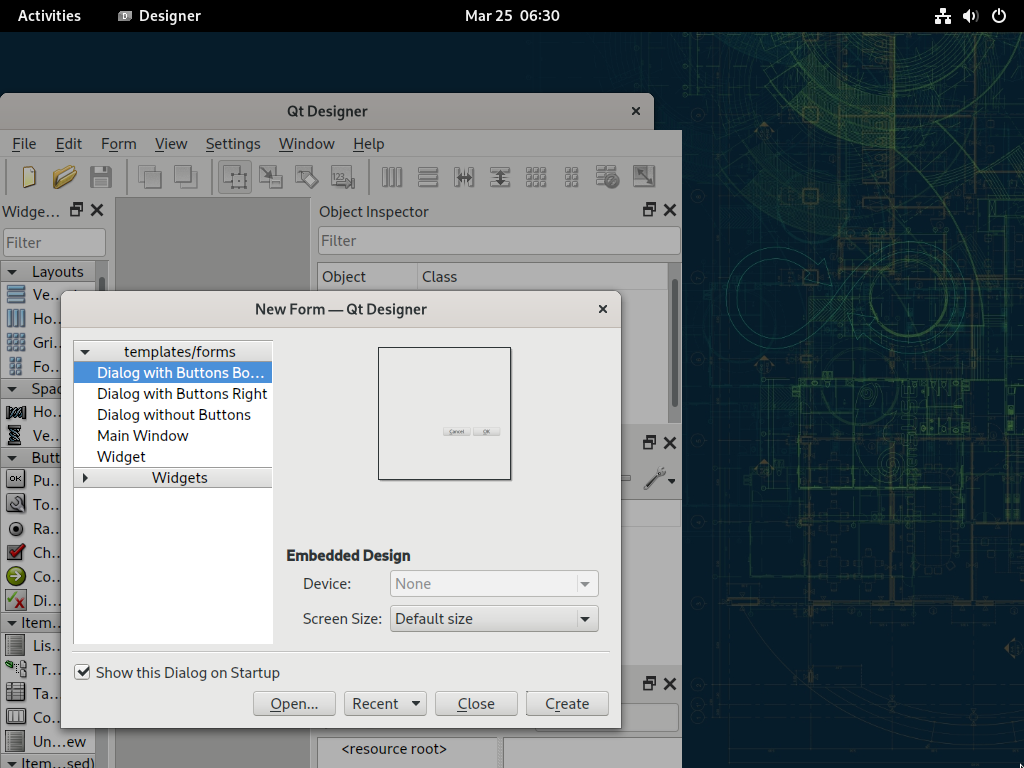 Activities
Designer
Mar 25 06:30
Qt Designer
File Edit Form View Settings Window Help
123
Widge...
Object Inspector
Filter
Filter
Object Class
Layouts
Ve...
Ho...
Gri...
Fo...
Spac
Ho...
Ve...
Butt
OK Pu...
To...
Ra...
Ch...
Co...
Di...
Item...
Lis...
Tr...
Ta...
Co...
Un...ew
Item...sed)
New Form — Qt Designer
templates/forms
Dialog with Buttons Bo...
Dialog with Buttons Right
Dialog without Buttons
Main Window
Widget
Widgets
Cancel OK
Embedded Design
Device: None
Screen Size: Default size
Show this Dialog on Startup
Open... Recent Close Create
<resource root>